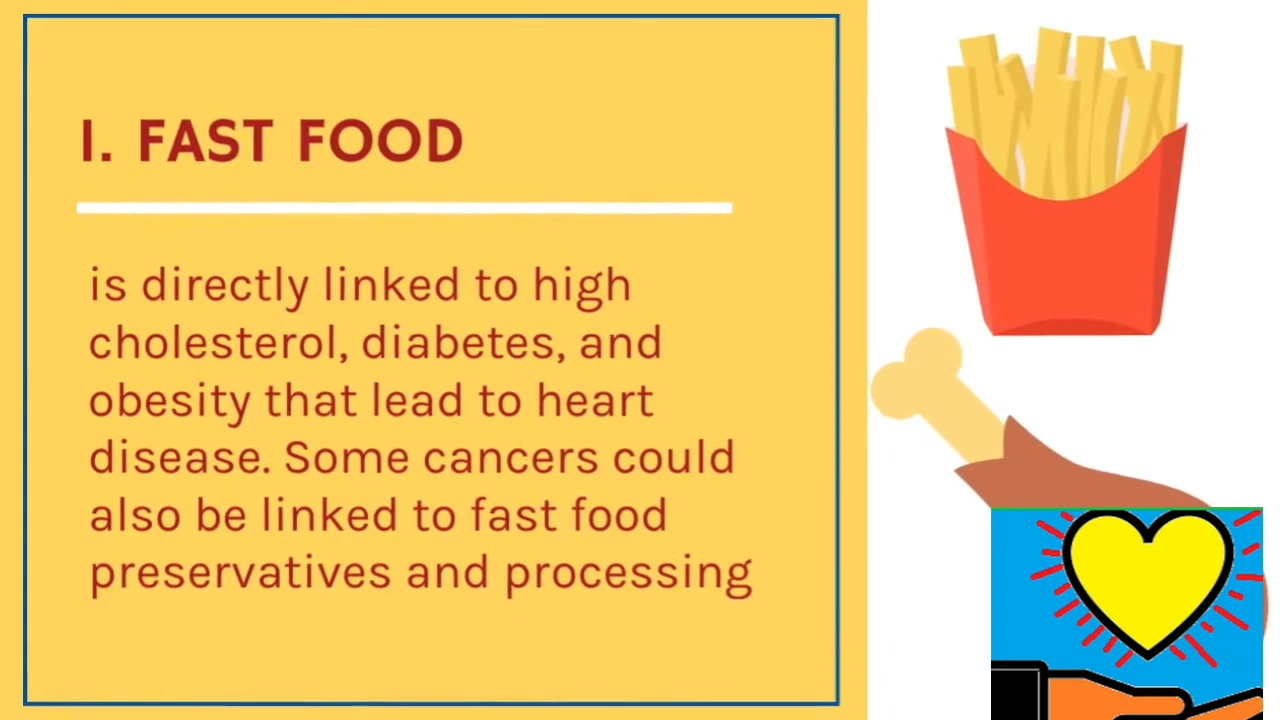 1. FAST FOOD
is directly linked to high
cholesterol, diabetes, and
obesity that lead to heart
disease. Some cancers could
also be linked to fast food
preservatives and processing